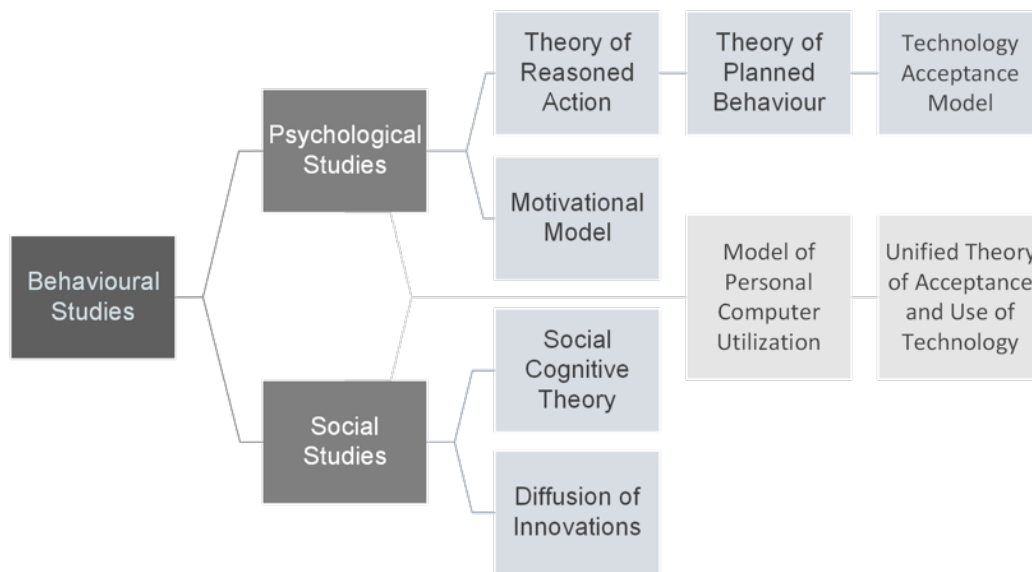 Behavioural
Studies
Psychological
Studies
Social
Studies
Theory of
Reasoned
Action
Theory of
Planned
Behaviour
Technology
Acceptance
Model
Motivational
Model
Model of
Personal
Computer
Utilization
Unified Theory
of Acceptance
and Use of
Technology
Social
Cognitive
Theory
Diffusion of
Innovations